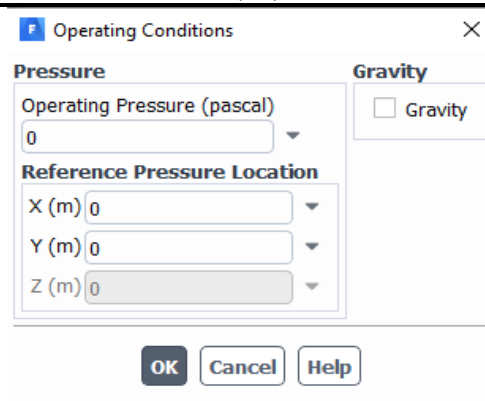 F Operating Conditions
Pressure
Gravity
Operating Pressure (pascal)
Gravity
0
Reference Pressure Location
X (m) 0
Y (m) 0
Z (m) 0
OK Cancel Help